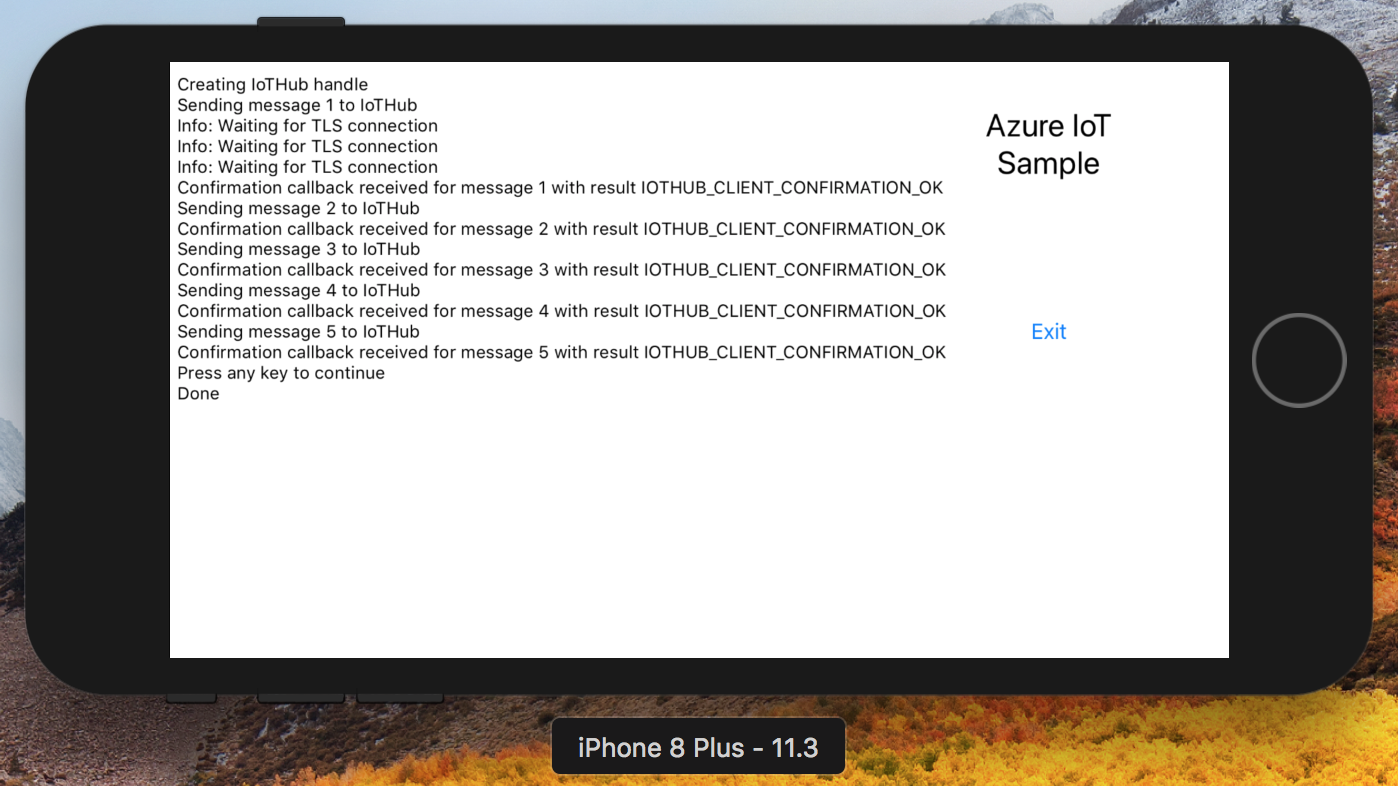 Creating IoTHub handle
Sending message 1 to IoTHub
Info: Waiting for TLS connection
Info: Waiting for TLS connection
Info: Waiting for TLS connection
Confirmation callback received for message 1 with result IOTHUB_CLIENT_CONFIRMATION_OK
Sending message 2 to IoTHub
Confirmation callback received for message 2 with result IOTHUB_CLIENT_CONFIRMATION_OK
Sending message 3 to IoTHub
Confirmation callback received for message 3 with result IOTHUB_CLIENT_CONFIRMATION_OK
Sending message 4 to IoTHub
Confirmation callback received for message 4 with result IOTHUB_CLIENT_CONFIRMATION_OK
Sending message 5 to IoTHub
Confirmation callback received for message 5 with result IOTHUB_CLIENT_CONFIRMATION_OK
Press any key to continue
Done
Azure IoT
Sample
Exit
iPhone 8 Plus - 11.3